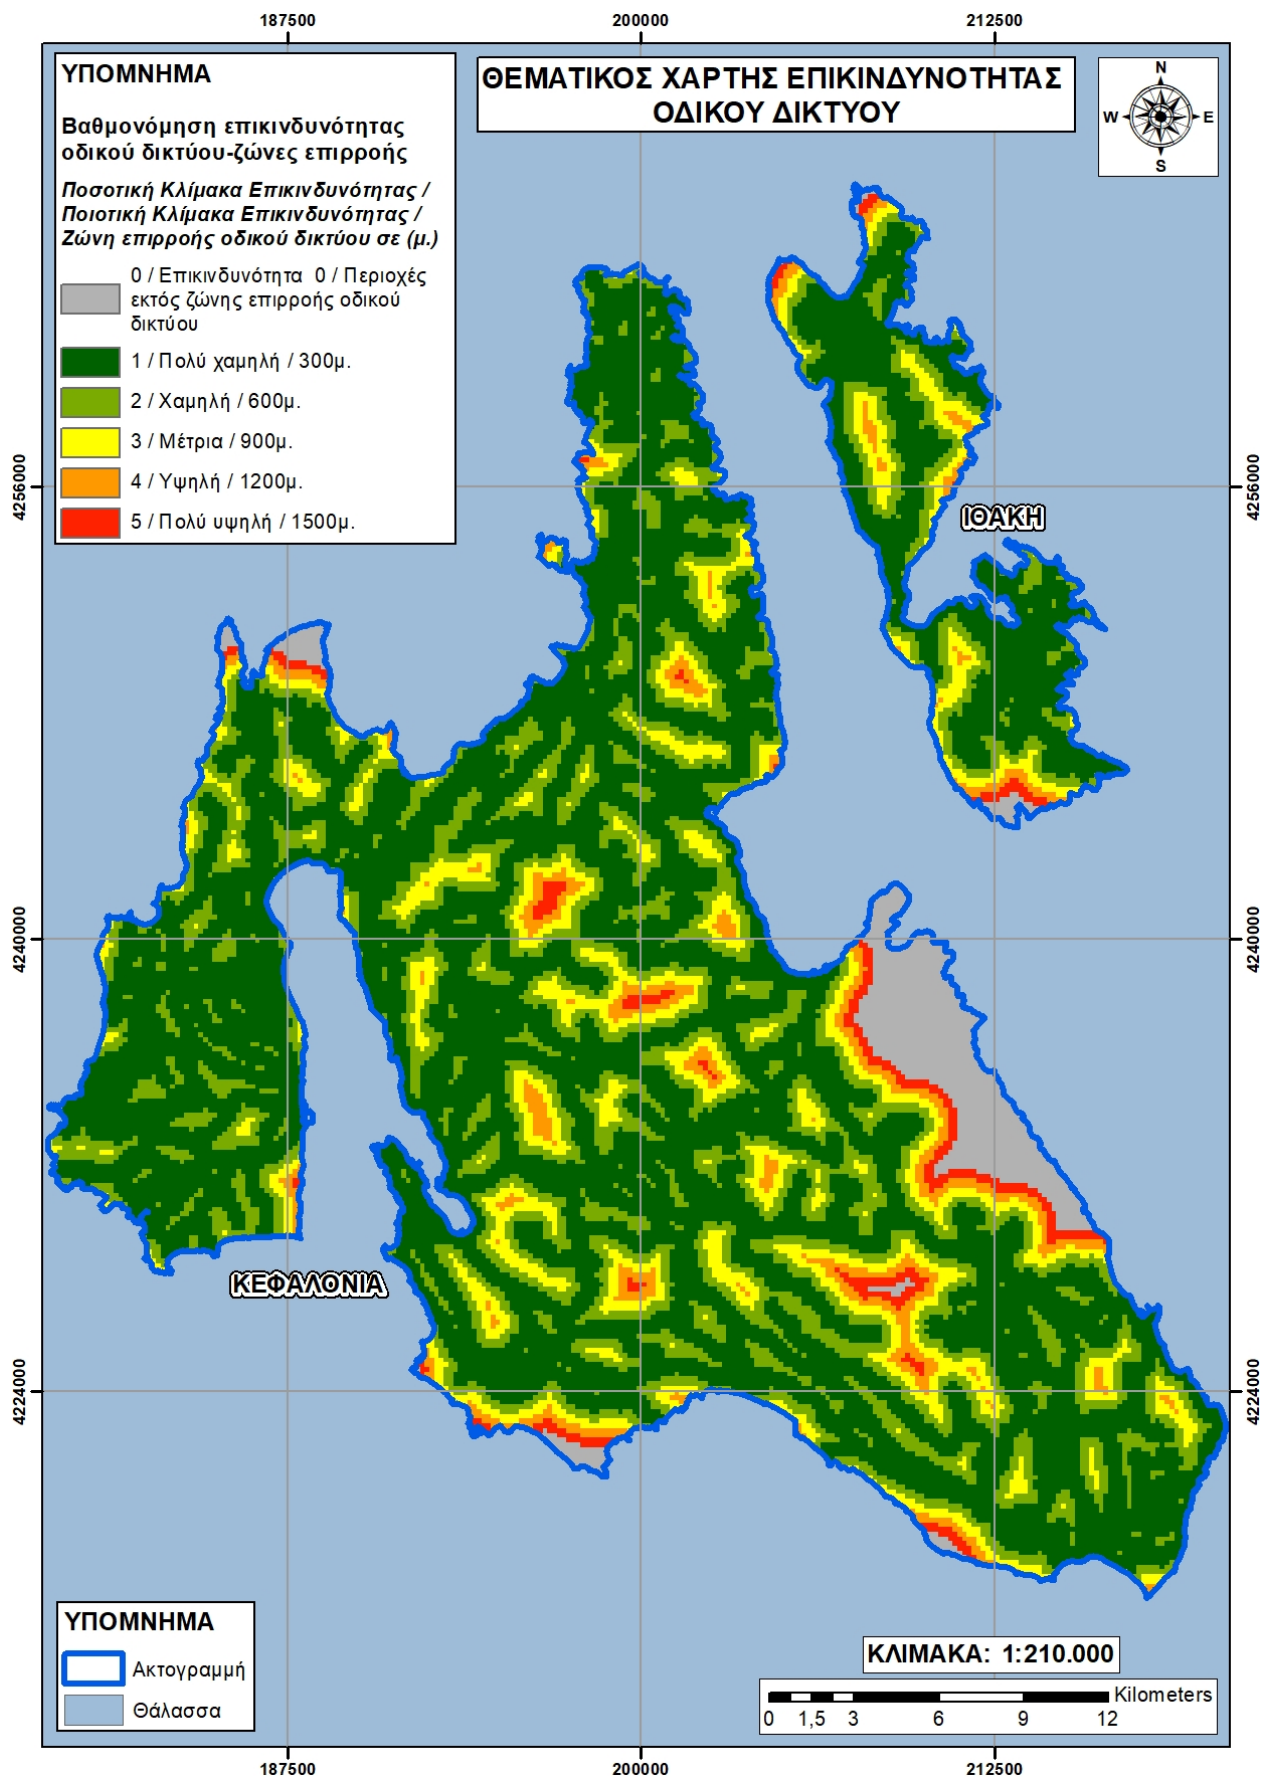 187500
200000
212500
ΥΠΟΜΝΗΜΑ
Βαθμονόμηση επικινδυνότητας
οδικού δικτύου-ζώνες επιρροής
Ποσοτική Κλίμακα Επικινδυνότητας /
Ποιοτική Κλίμακα Επικινδυνότητας /
Ζώνη επιρροής οδικού δικτύου σε (μ.)
0 / Επικινδυνότητα 0 / Περιοχές
εκτός ζώνης επιρροής οδικού
δικτύου
1 / Πολύ χαμηλή / 300μ.
2 / Χαμηλή / 600μ.
3 / Μέτρια / 900μ.
4 / Υψηλή / 1200μ.
5 / Πολύ υψηλή / 1500μ.
ΘΕΜΑΤΙΚΟΣ ΧΑΡΤΗΣ ΕΠΙΚΙΝΔΥΝΟΤΗΤΑΣ
ΟΔΙΚΟΥ ΔΙΚΤΥΟΥ
N
W E
S
4256000
4256000
ΙΘΑΚΗ
4240000
4240000
ΚΕΦΑΛΟΝΙΑ
4224000
4224000
ΥΠΟΜΝΗΜΑ
Ακτογραμμή
Θάλασσα
ΚΛΙΜΑΚΑ: 1:210.000
Kilometers
0 1,5 3 6 9 12
187500
200000
212500